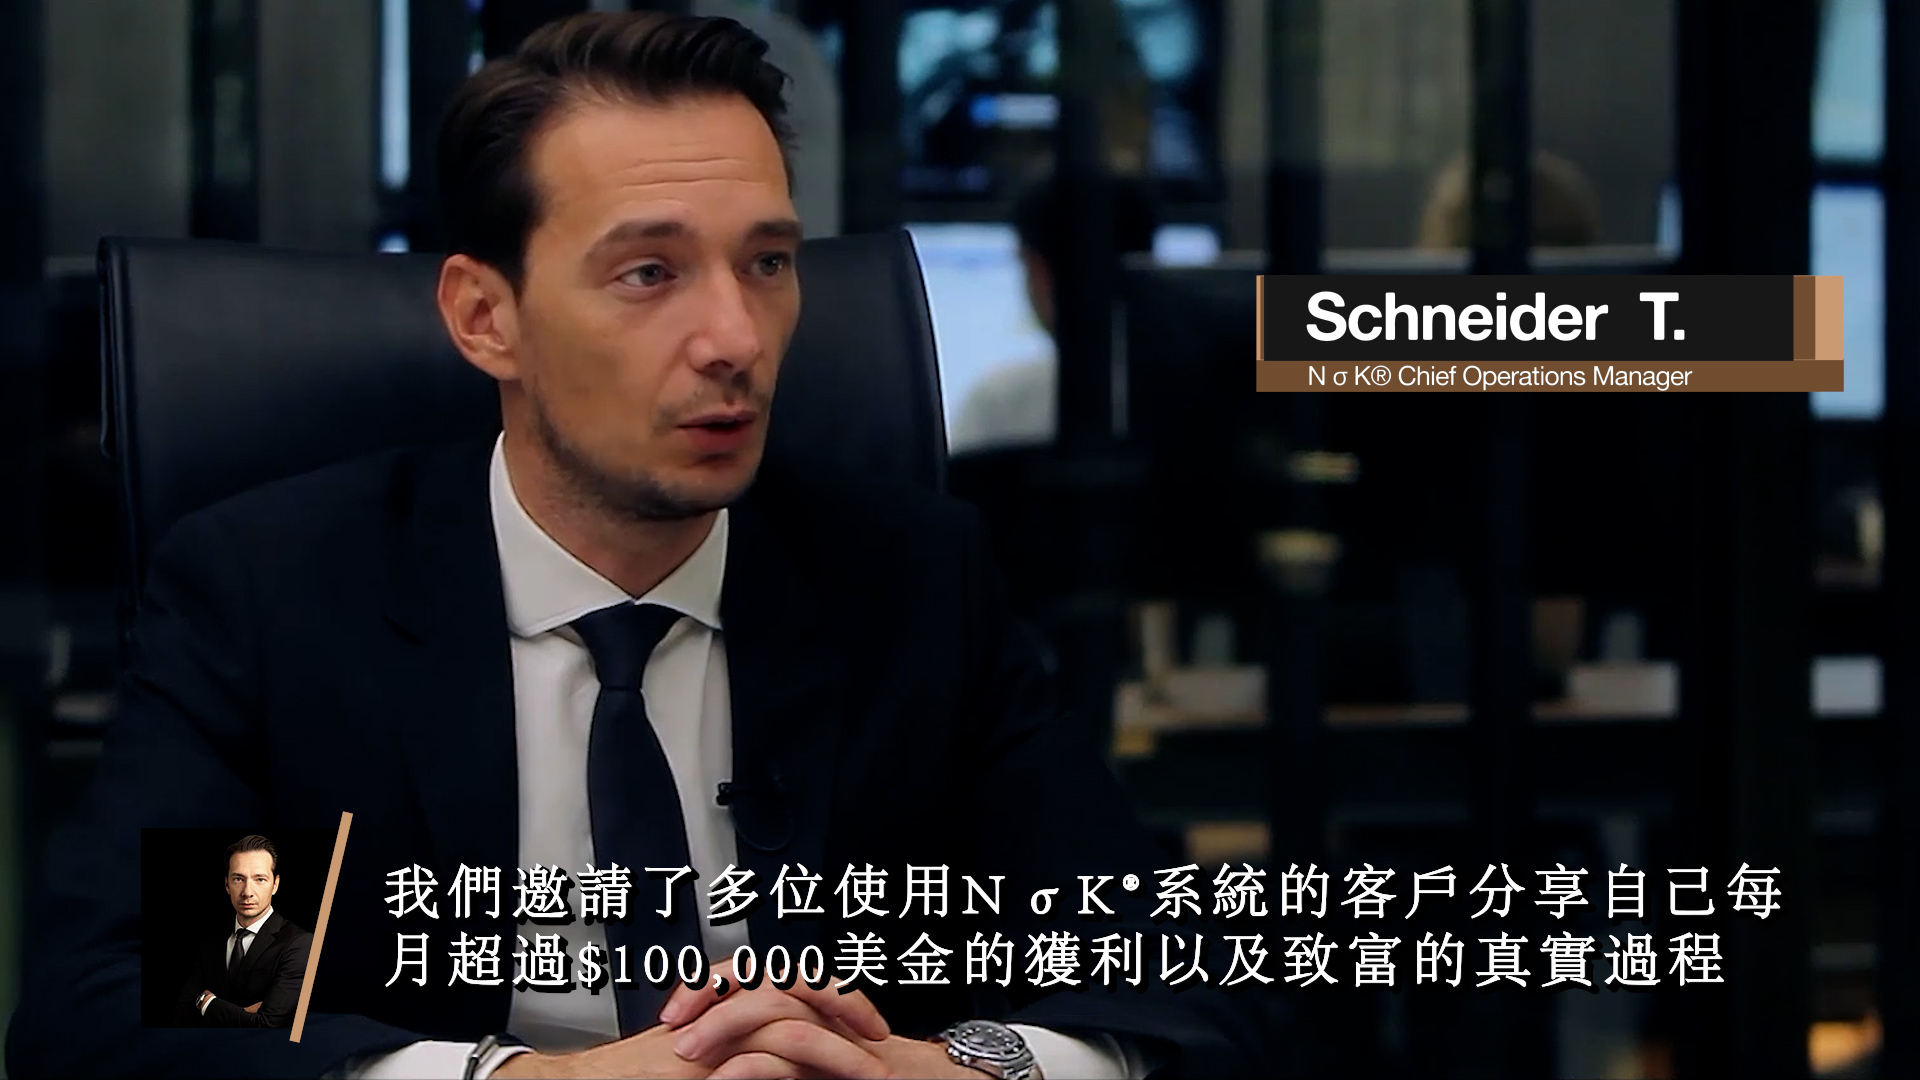 Schneider T.
N σ K® Chief Operations Manager
我們邀請了多位使用N σ K®系統的客戶分享自己每
月超過$100,000美金的獲利以及致富的真實過程